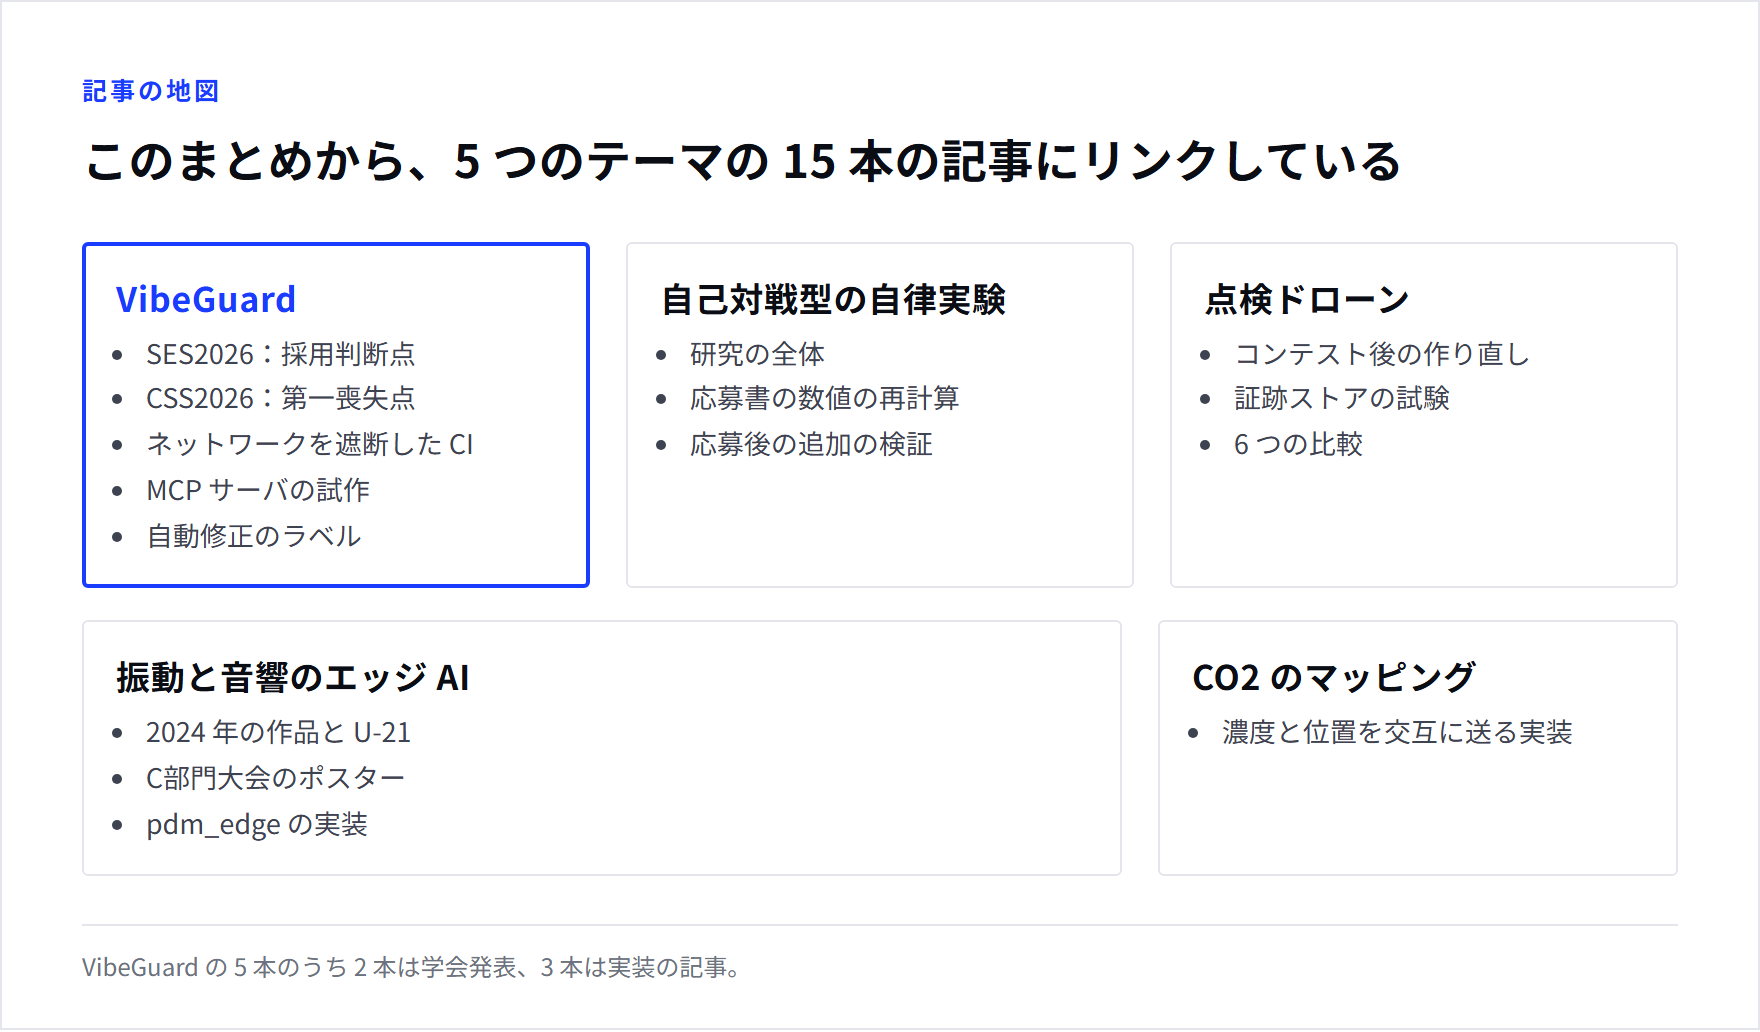 記事の地図
このまとめから、5 つのテーマの 15 本の記事にリンクしている
VibeGuard
SES2026：採用判断点
CSS2026：第一喪失点
ネットワークを遮断した CI
MCP サーバの試作
自動修正のラベル
自己対戦型の自律実験
研究の全体
応募書の数値の再計算
応募後の追加の検証
点検ドローン
コンテスト後の作り直し
証跡ストアの試験
6 つの比較
振動と音響のエッジ AI
2024 年の作品と U-21
C部門大会のポスター
pdm_edge の実装
CO2 のマッピング
濃度と位置を交互に送る実装
VibeGuard の 5 本のうち 2 本は学会発表、3 本は実装の記事。